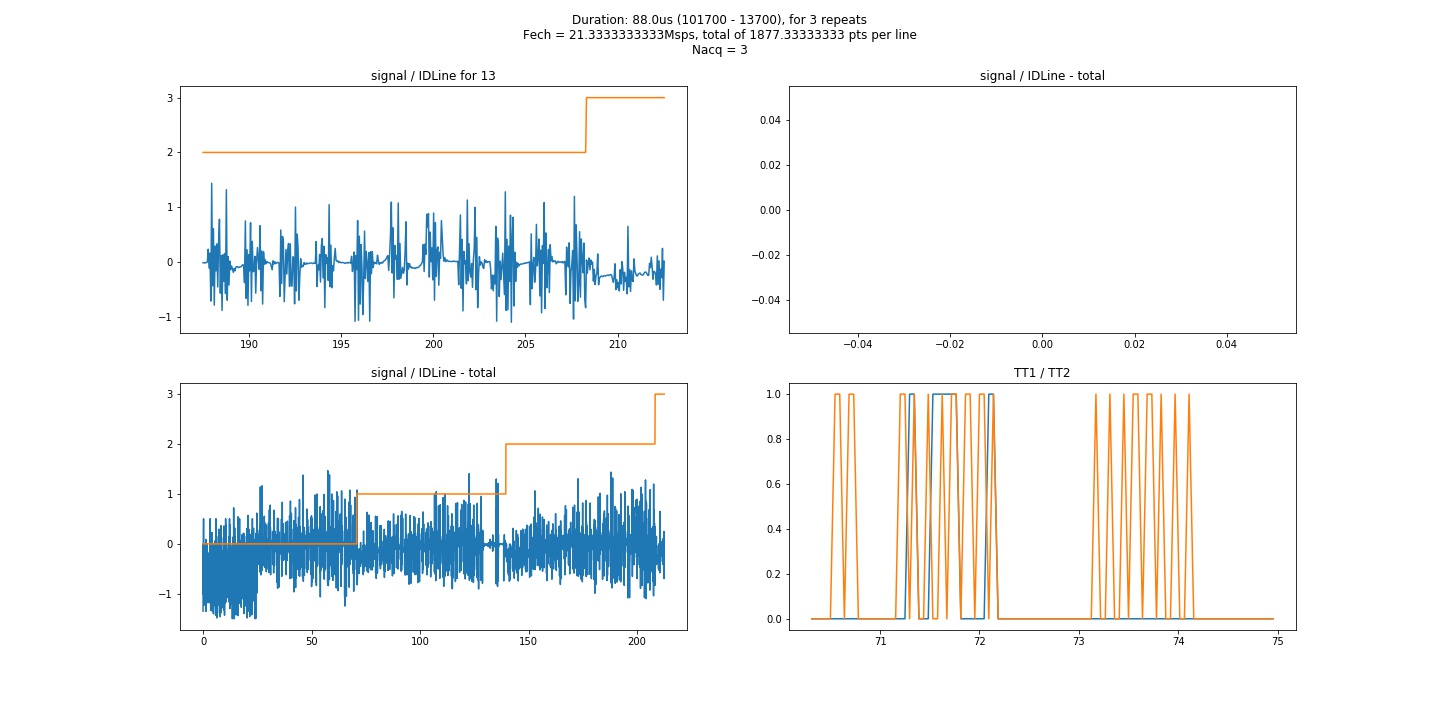 Duration: 88.0us (101700 - 13700), for 3 repeats
Fech = 21.3333333333Msps, total of 1877.33333333 pts per line
Nacq = 3
signal / IDLine for 13
3
2
1
0
−1
190 195 200 205 210
signal / IDLine - total
0.04
0.02
0.00
−0.02
−0.04
−0.04 −0.02 0.00 0.02 0.04
signal / IDLine - total
3
2
1
0
−1
0 50 100 150 200
TT1 / TT2
1.0
0.8
0.6
0.4
0.2
0.0
71 72 73 74 75